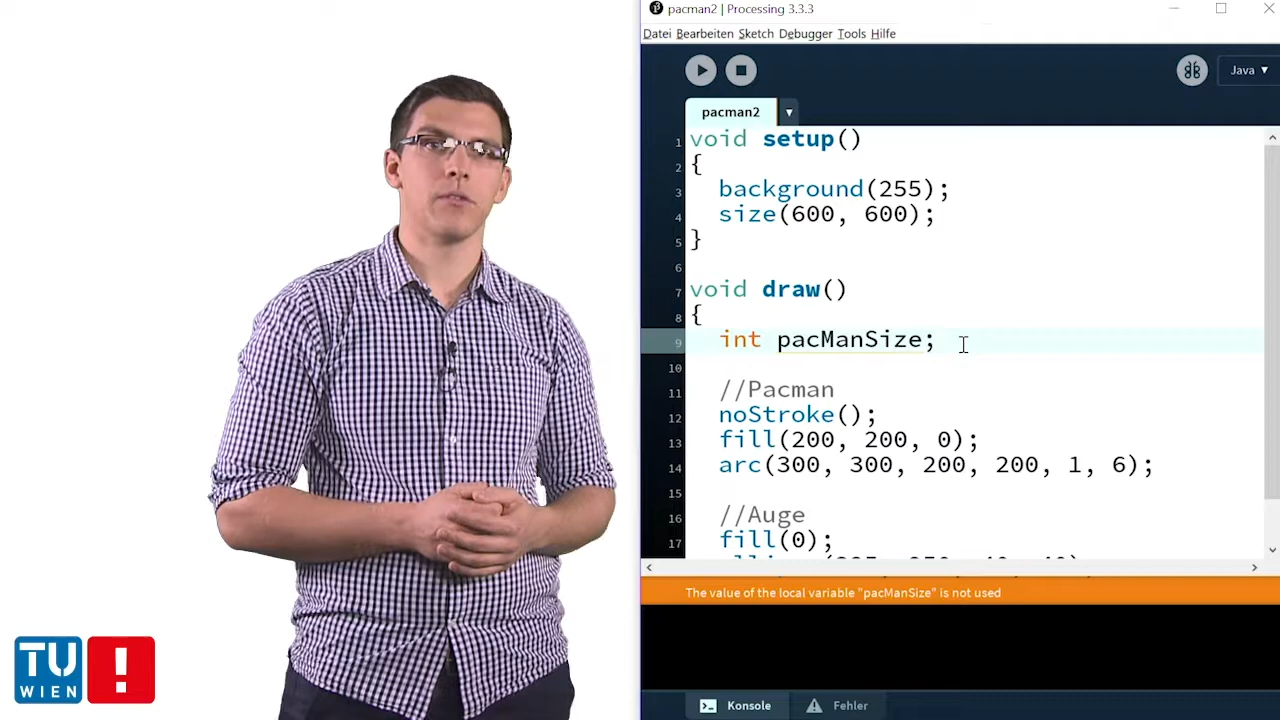 pacman2 | Processing 3.3.3
Datei Bearbeiten Sketch Debugger Tools Hilfe
Java ▼
pacman2 ▼
1 void setup()
2 {
3 background(255);
4 size(600, 600);
5 }
6
7 void draw()
8 {
9 int pacManSize;
10
11 //Pacman
12 noStroke();
13 fill(200, 200, 0);
14 arc(300, 300, 200, 200, 1, 6);
15
16 //Auge
17 fill(0);
The value of the local variable "pacManSize" is not used
Konsole Fehler
TU
WIEN
!